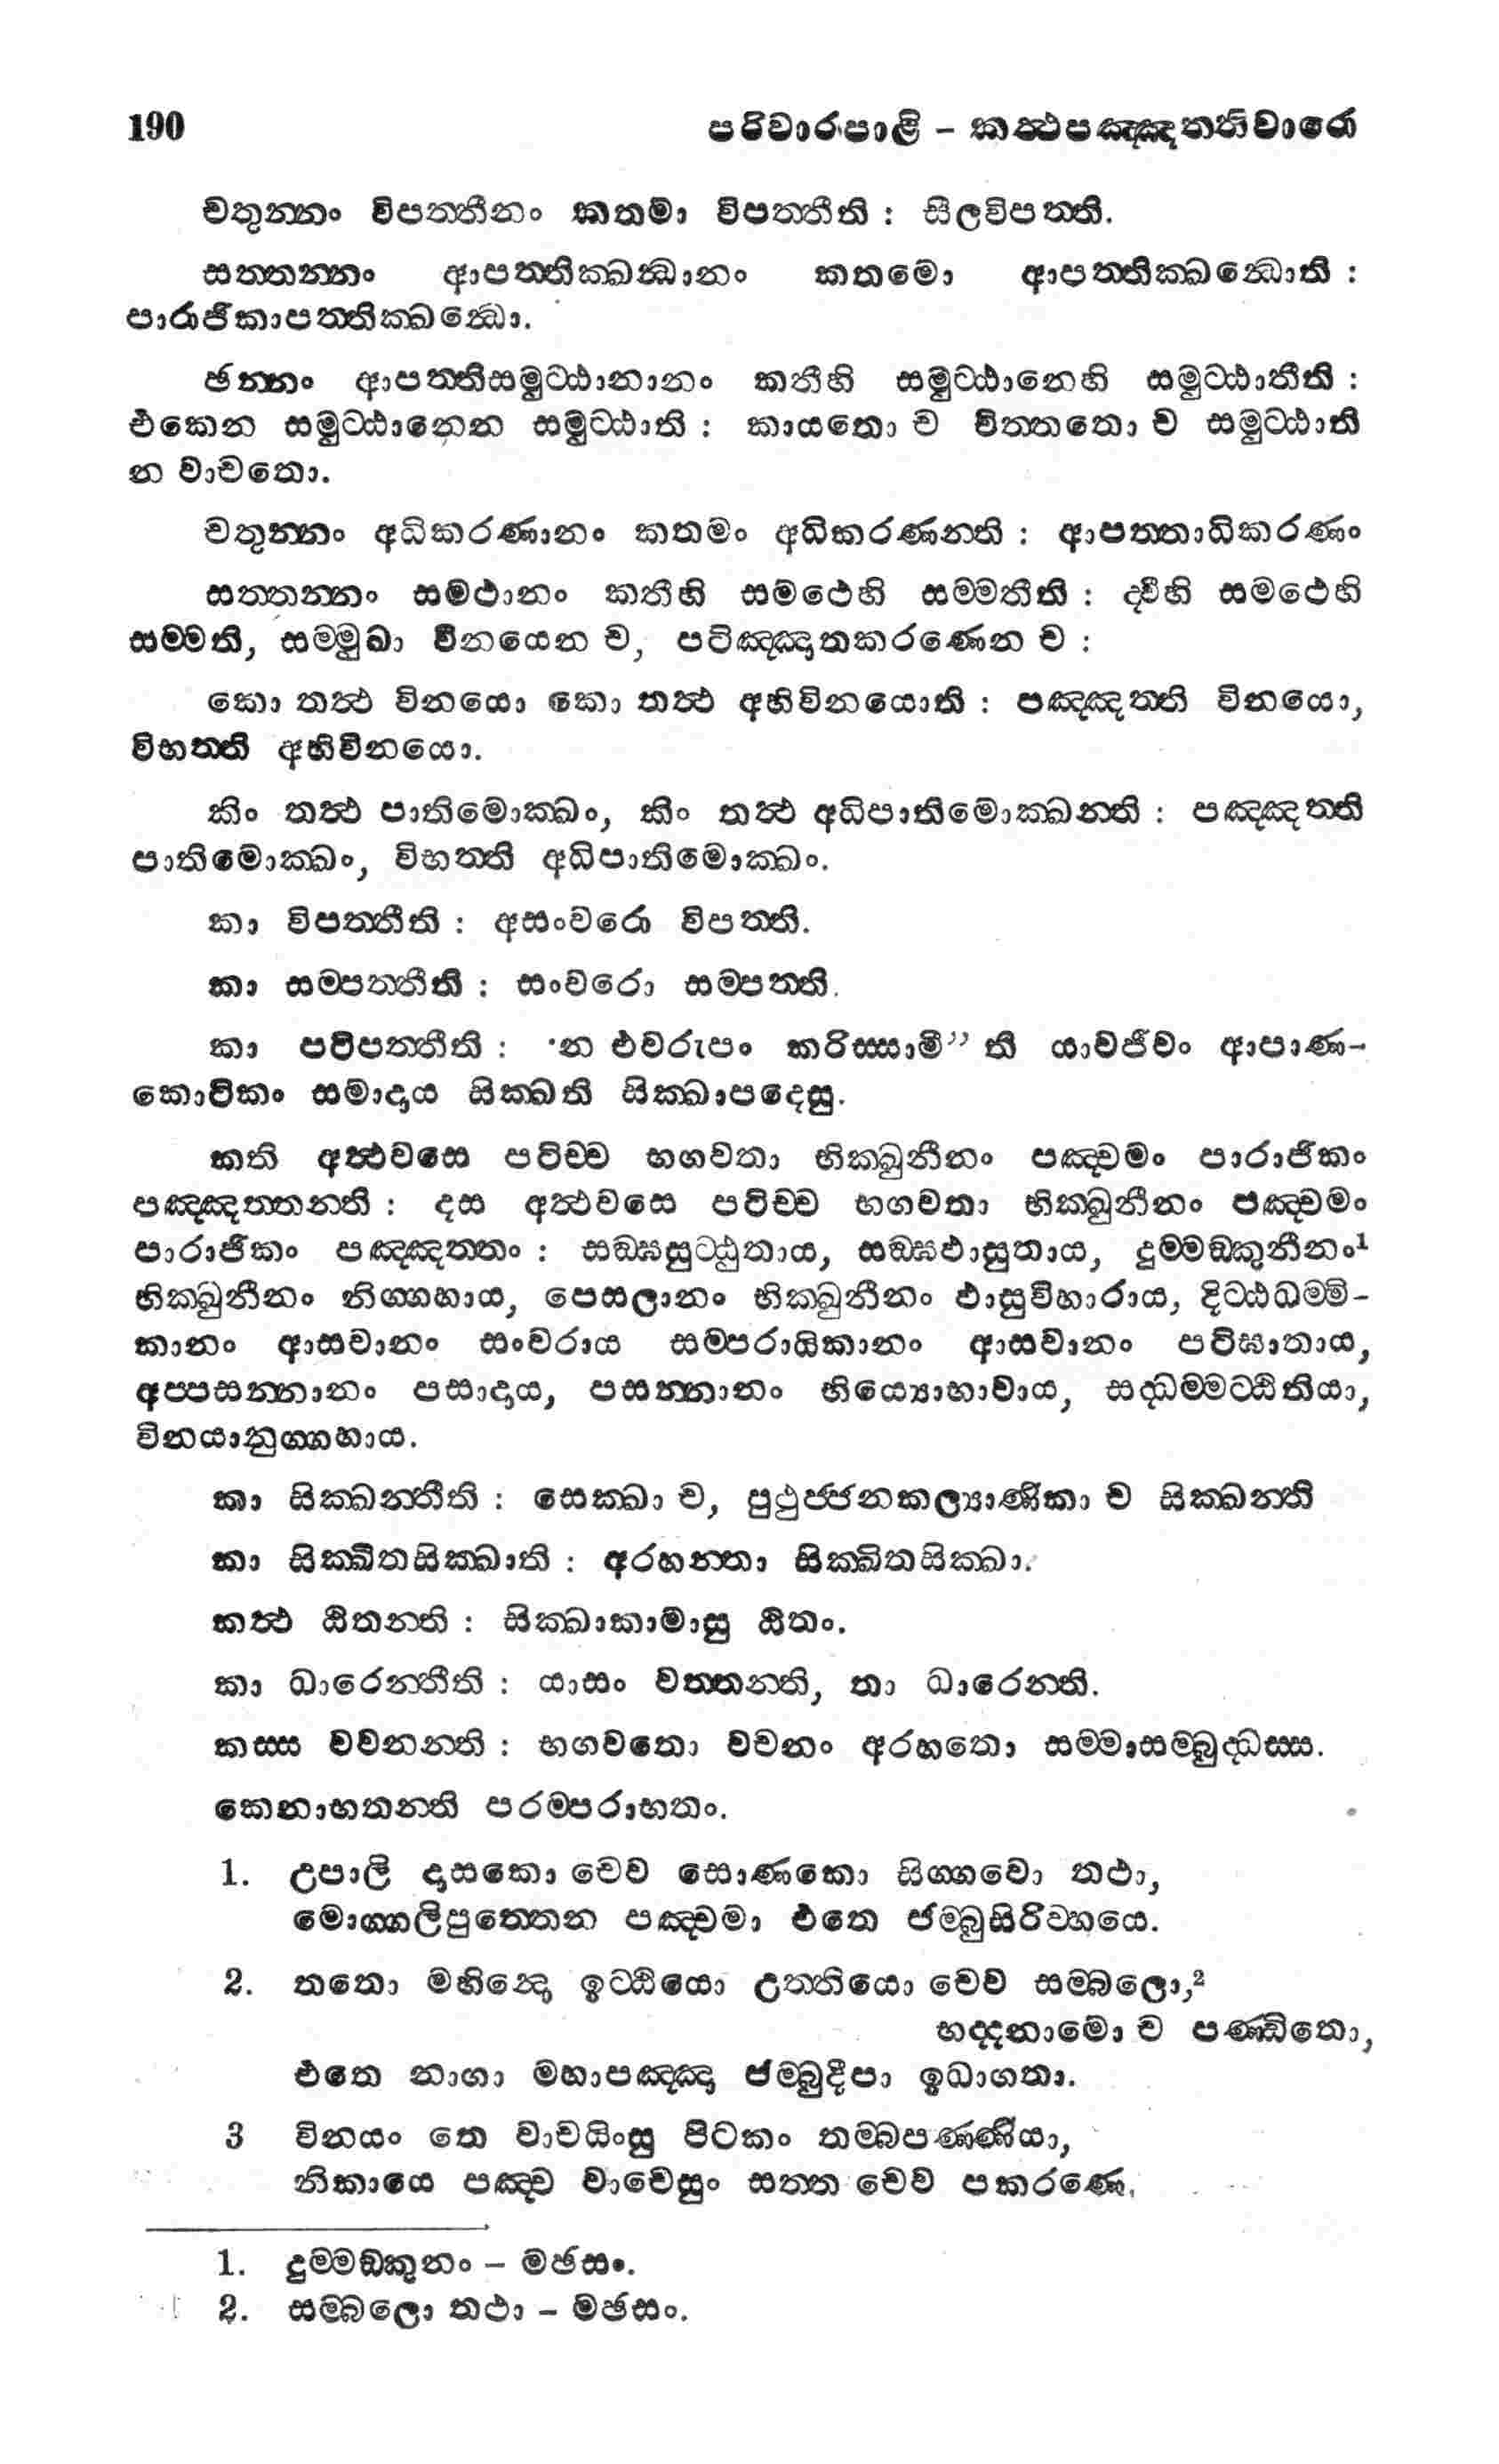 190 පරිවාරපාළි – කත්‍ථපඤ්ඤත්තිවාරො
චතුන්නං විපත්තීනං කතමා විපත්තීති : සීලවිපත්ති.
සත්තන්නං ආපත්තික්ඛන්ධානං කතමො ආපත්තික්ඛන්ධොති :
පාරාජිකාපත්තික්ඛන්ධො.
ඡන්නං ආපත්තිසමුට්ඨානානං කතීහි සමුට්ඨානෙහි සමුට්ඨාතීති :
එකෙන සමුට්ඨානෙන සමුට්ඨාති : කායතො ච චිත්තතො ච සමුට්ඨාති
න වාචතො.
චතුන්නං අධිකරණානං කතමං අධිකරණන්ති : ආපත්තාධිකරණං
සත්තන්නං සමථානං කතීහි සමථෙහි සම්මතීති : ද්වීහි සමථෙහි
සම්මති, සම්මුඛා විනයෙන ච, පටිඤ්ඤාතකරණෙන ච :
කො තත්‍ථ විනයො කො තත්‍ථ අභිවිනයොති : පඤ්ඤත්ති විනයො,
විභත්ති අභිවිනයො.
කිං තත්‍ථ පාතිමොක්ඛං, කිං තත්‍ථ අධිපාතිමොක්ඛන්ති : පඤ්ඤත්ති
පාතිමොක්ඛං, විභත්ති අධිපාතිමොක්ඛං.
කා විපත්තීති : අසංවරො විපත්ති.
කා සම්පත්තීති : සංවරො සම්පත්ති.
කා පටිපත්තීති : ‘න එවරූපං කරිස්සාමී” ති යාවජීවං ආපාණ-
කොටිකං සමාදාය සික්ඛති සික්ඛාපදෙසු.
කති අත්‍ථවසෙ පටිච්ච භගවතා භික්ඛුනීනං පඤ්චමං පාරාජිකං
පඤ්ඤත්තන්ති : දස අත්‍ථවසෙ පටිච්ච භගවතා භික්ඛුනීනං පඤ්චමං
පාරාජිකං පඤ්ඤත්තං : සඞ්ඝසුට්ඨුතාය, සඞ්ඝඵාසුතාය, දුම්මඞ්කුනීනං¹
භික්ඛුනීනං නිග්ගහාය, පෙසලානං භික්ඛුනීනං ඵාසුවිහාරාය, දිට්ඨධම්මි-
කානං ආසවානං සංවරාය සම්පරායිකානං ආසවානං පටිඝාතාය,
අප්පසන්නානං පසාදාය, පසන්නානං භිය්‍යොභාවාය, සද්ධම්මට්ඨිතියා,
විනයානුග්ගහාය.
කා සික්ඛන්තීති : සෙක්ඛා ච, පුථුජ්ජනකල්‍යාණිකා ච සික්ඛන්ති
කා සික්ඛිතසික්ඛාති : අරහන්තා සික්ඛිතසික්ඛා.
කත්‍ථ ඨිතන්ති : සික්ඛාකාමාසු ඨිතං.
කා ධාරෙන්තීති : යාසං වත්තන්ති, තා ධාරෙන්ති.
කස්ස වචනන්ති : භගවතො වචනං අරහතො සම්මාසම්බුද්ධස්ස.
කෙනාභතන්ති පරම්පරාභතං.
1. උපාලි දාසකො චෙව සොණකො සිග්ගවො තථා,
මොග්ගලිපුත්තෙන පඤ්චමා එතෙ ජම්බුසිරිව්හයෙ.
2. තතො මහින්දො ඉට්ඨියො උත්තියො චෙව සම්බලො,²
භද්දනාමො ච පණ්ඩිතො,
එතෙ නාගා මහාපඤ්ඤා ජම්බුදීපා ඉධාගතා.
3 විනයං තෙ වාචයිංසු පිටකං තම්බපණ්ණියා,
නිකායෙ පඤ්ච වාචෙසුං සත්ත චෙව පකරණෙ,
1. දුම්මඞ්කුනං – මඡසං.
2. සම්බලො තථා – මඡසං.